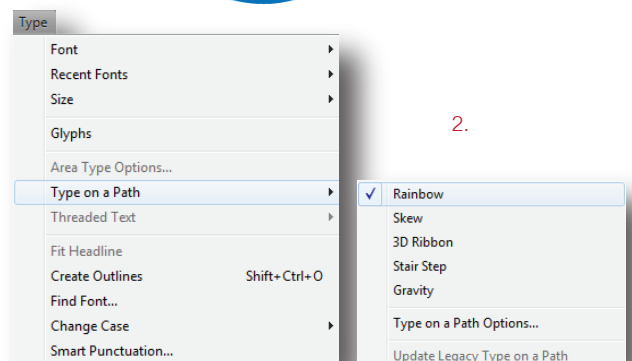 Type
Font
Recent Fonts
Size
2.
Glyphs
Area Type Options...
Type on a Path
Rainbow
Threaded Text
Skew
3D Ribbon
Fit Headline
Stair Step
Create Outlines Shift+Ctrl+O
Gravity
Find Font...
Change Case
Type on a Path Options...
Smart Punctuation...
Update Legacy Type on a Path